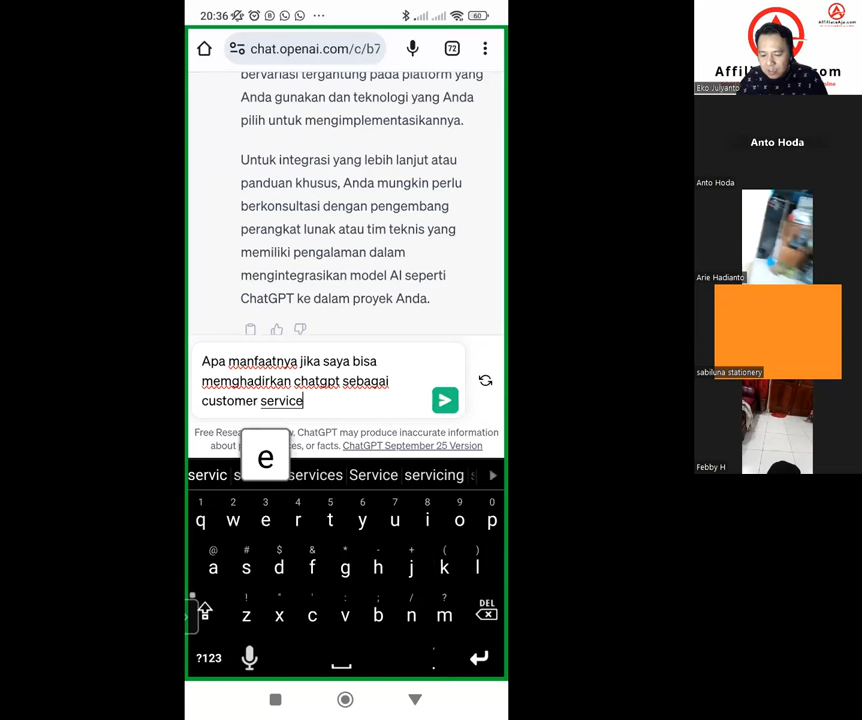 20:36
60
chat.openai.com/c/b7
72
bervariasi tergantung pada platform yang
Anda gunakan dan teknologi yang Anda
pilih untuk mengimplementasikannya.
Untuk integrasi yang lebih lanjut atau
panduan khusus, Anda mungkin perlu
berkonsultasi dengan pengembang
perangkat lunak atau tim teknis yang
memiliki pengalaman dalam
mengintegrasikan model AI seperti
ChatGPT ke dalam proyek Anda.
Apa manfaatnya jika saya bisa
memghadirkan chatgpt sebagai
customer service
ChatGPT may produce inaccurate information
about facts. ChatGPT September 25 Version
e
servic services Service servicing
1 2 3 4 5 6 7 8 9 0
q w e r t y u i o p
@ # $ & * - + ( )
a s d f g h j k l
! " ' : ; / ?
z x c v b n m DEL
?123 , .
AffiliateAja.com
Eko Julyanto
Anto Hoda
Anto Hoda
Arie Hadianto
sabiluna stationery
Febby H